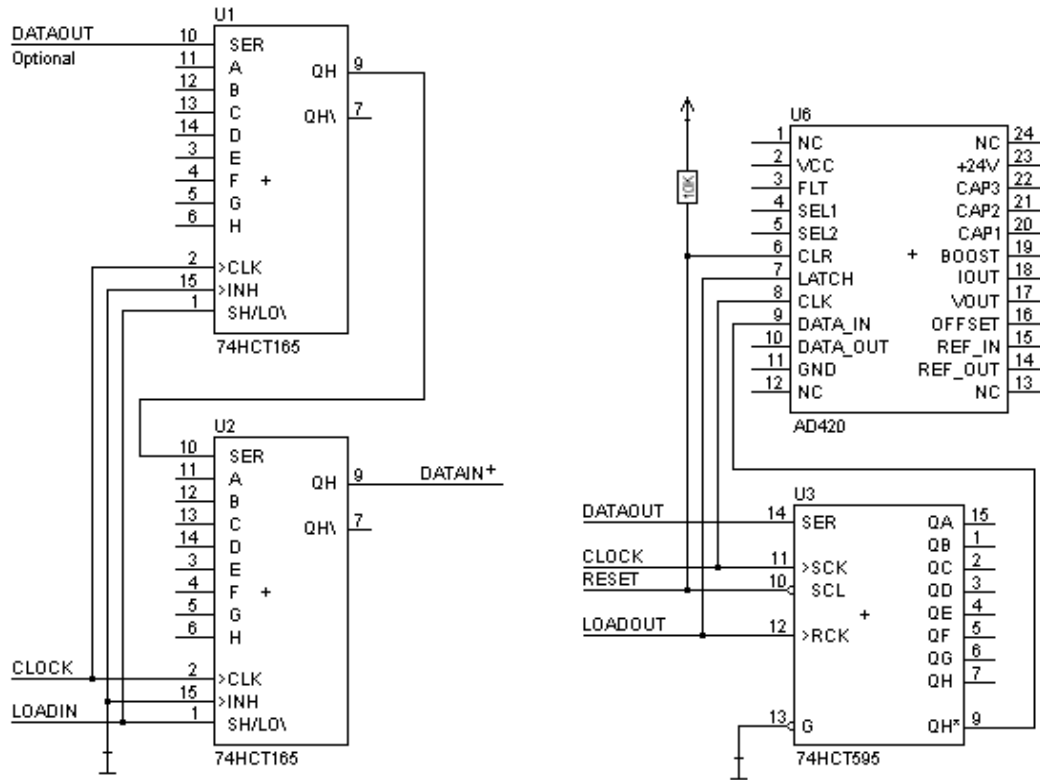 U1
DATAOUT 10 SER
Optional 11 A QH 9
12 B
13 C QH\ 7
14 D
3 E
4 F +
5 G
6 H
2 >CLK
15 >INH
1 SH/LO\
74HCT165
U2
10 SER
11 A QH 9 DATAIN+
12 B
13 C QH\ 7
14 D
3 E
4 F +
5 G
6 H
CLOCK 2 >CLK
15 >INH
LOADIN 1 SH/LO\
74HCT165
10K
U6
1 NC NC 24
2 VCC +24V 23
3 FLT CAP3 22
4 SEL1 CAP2 21
5 SEL2 CAP1 20
6 CLR + BOOST 19
7 LATCH IOUT 18
8 CLK VOUT 17
9 DATA_IN OFFSET 16
10 DATA_OUT REF_IN 15
11 GND REF_OUT 14
12 NC NC 13
AD420
U3
DATAOUT 14 SER QA 15
QB 1
CLOCK 11 >SCK QC 2
RESET 10 SCL QD 3
+ QE 4
LOADOUT 12 >RCK QF 5
QG 6
QH 7
13 G QH* 9
74HCT595